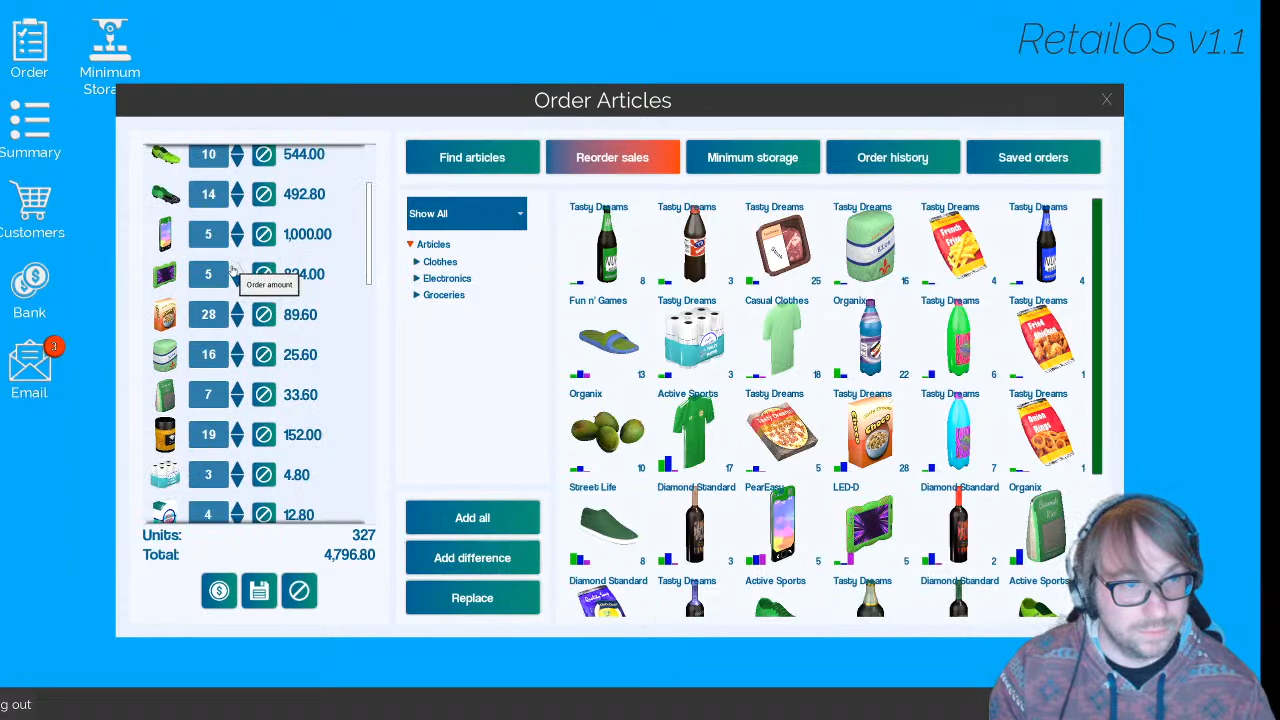 RetailOS v1.1
Order
Minimum
Stora
Summary
Customers
Bank
3
Email
Order Articles
X
10 544.00
14 492.80
5 1,000.00
5
Order amount
28 89.60
16 25.60
7 33.60
19 152.00
3 4.80
4 12.80
Units: 327
Total: 4,796.80
Find articles
Reorder sales
Minimum storage
Order history
Saved orders
Show All
Articles
Clothes
Electronics
Groceries
Add all
Add difference
Replace
Tasty Dreams Tasty Dreams Tasty Dreams Tasty Dreams Tasty Dreams Tasty Dreams
8 3 25 16 4 4
Fun n' Games Tasty Dreams Casual Clothes Organix Tasty Dreams Tasty Dreams
13 3 18 22 6 1
Organix Active Sports Tasty Dreams Tasty Dreams Tasty Dreams Tasty Dreams
10 17 5 28 7 1
Street Life Diamond Standard PearEasy LED-D Diamond Standard Organix
8 3 5 5 2
Diamond Standard Tasty Dreams Active Sports Tasty Dreams Diamond Standard Active Sports
g out